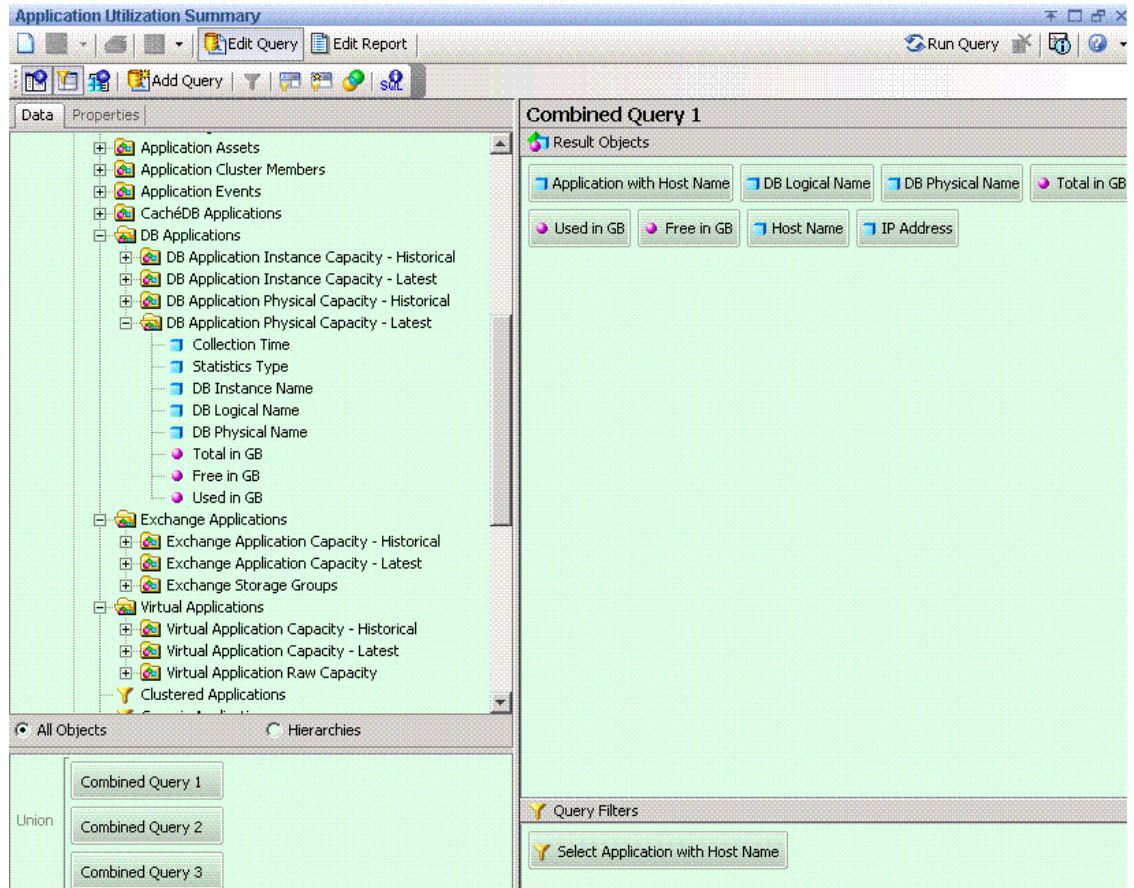 Application Utilization Summary
Edit Query Edit Report Run Query
Add Query SQL
Data Properties
Application Assets
Application Cluster Members
Application Events
CachéDB Applications
DB Applications
DB Application Instance Capacity - Historical
DB Application Instance Capacity - Latest
DB Application Physical Capacity - Historical
DB Application Physical Capacity - Latest
Collection Time
Statistics Type
DB Instance Name
DB Logical Name
DB Physical Name
Total in GB
Free in GB
Used in GB
Exchange Applications
Exchange Application Capacity - Historical
Exchange Application Capacity - Latest
Exchange Storage Groups
Virtual Applications
Virtual Application Capacity - Historical
Virtual Application Capacity - Latest
Virtual Application Raw Capacity
Clustered Applications
All Objects Hierarchies
Union
Combined Query 1
Combined Query 2
Combined Query 3
Combined Query 1
Result Objects
Application with Host Name DB Logical Name DB Physical Name Total in GB
Used in GB Free in GB Host Name IP Address
Query Filters
Select Application with Host Name